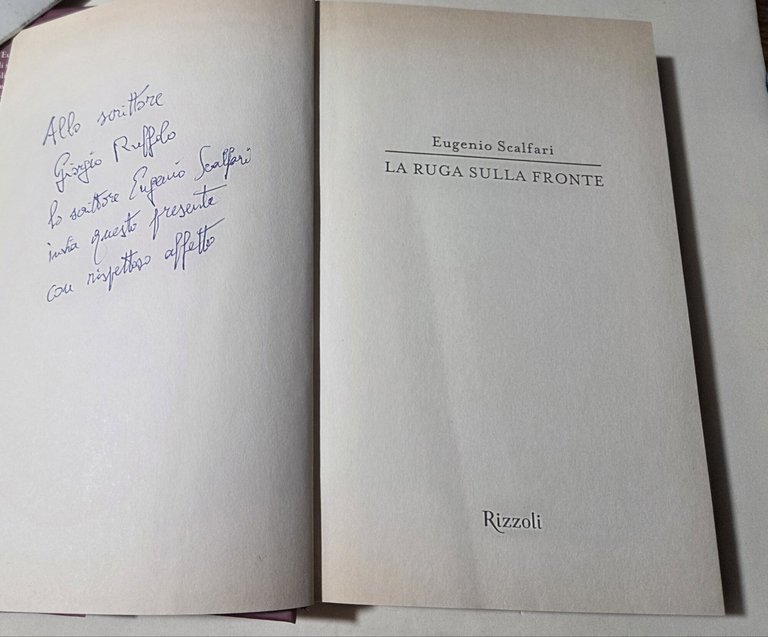 Allo scrittore
Giorgio Ruffolo
lo scrittore Eugenio Scalfari
invia questo presente
con rispettoso affetto
Eugenio Scalfari
LA RUGA SULLA FRONTE
Rizzoli